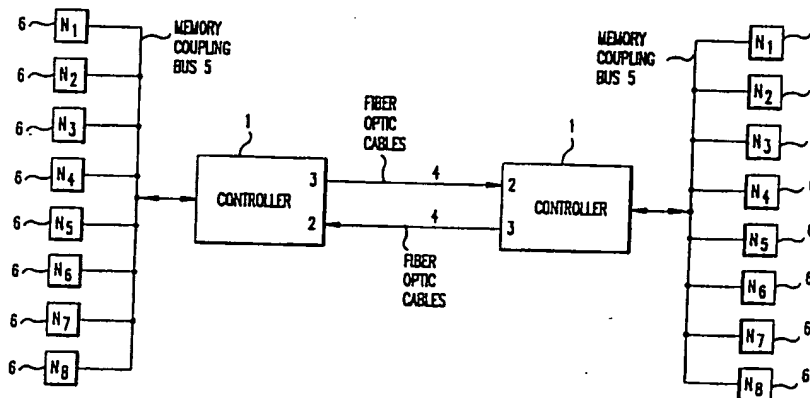 6 N1
MEMORY
COUPLING
BUS 5
6 N2
6 N3
6 N4
6 N5
6 N6
6 N7
6 N8
1
CONTROLLER
3
2
FIBER
OPTIC
CABLES
4
4
FIBER
OPTIC
CABLES
1
2
CONTROLLER
3
MEMORY
COUPLING
BUS 5
N1
N2
N3
N4
N5
N6 6
N7 6
N8 6